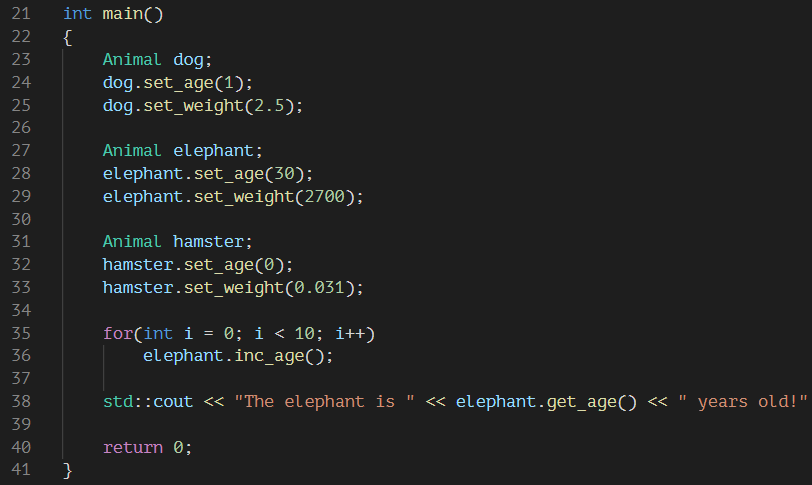 21 int main()
22 {
23     Animal dog;
24     dog.set_age(1);
25     dog.set_weight(2.5);
26
27     Animal elephant;
28     elephant.set_age(30);
29     elephant.set_weight(2700);
30
31     Animal hamster;
32     hamster.set_age(0);
33     hamster.set_weight(0.031);
34
35     for(int i = 0; i < 10; i++)
36         elephant.inc_age();
37
38     std::cout << "The elephant is " << elephant.get_age() << " years old!"
39
40     return 0;
41 }